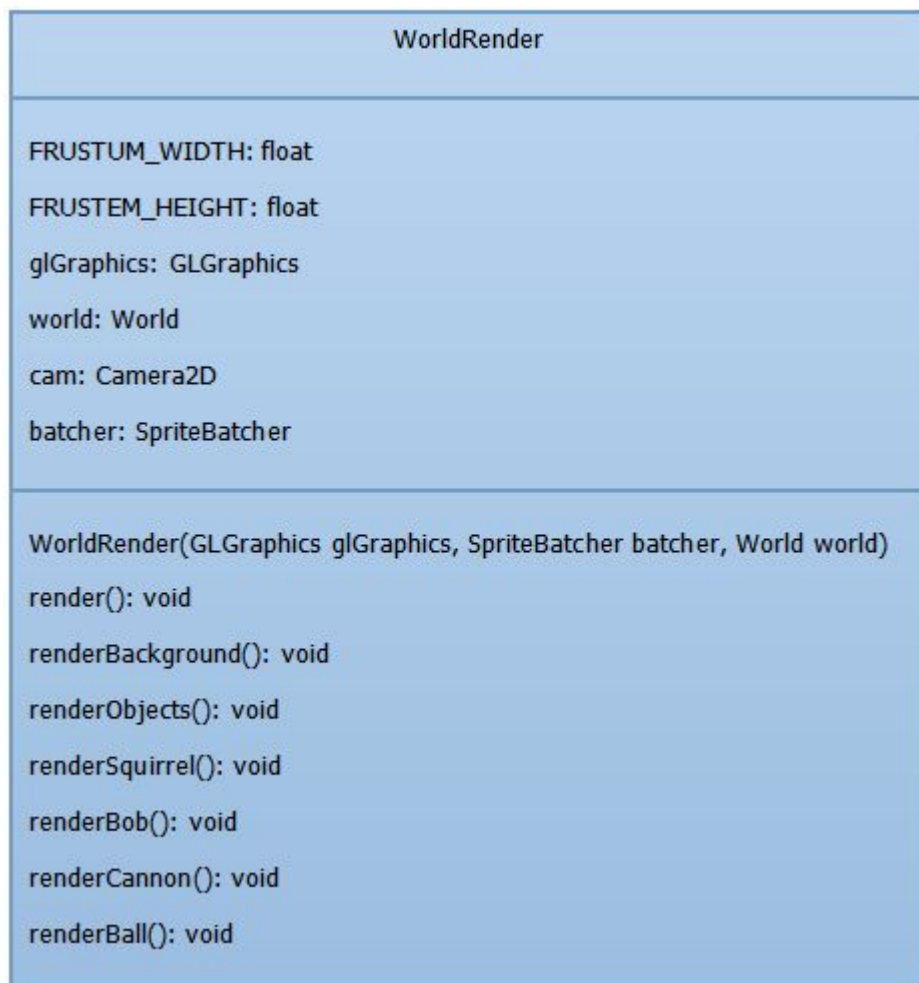 WorldRender
FRUSTUM_WIDTH: float
FRUSTEM_HEIGHT: float
glGraphics: GLGraphics
world: World
cam: Camera2D
batcher: SpriteBatcher
WorldRender(GLGraphics glGraphics, SpriteBatcher batcher, World world)
render(): void
renderBackground(): void
renderObjects(): void
renderSquirrel(): void
renderBob(): void
renderCannon(): void
renderBall(): void